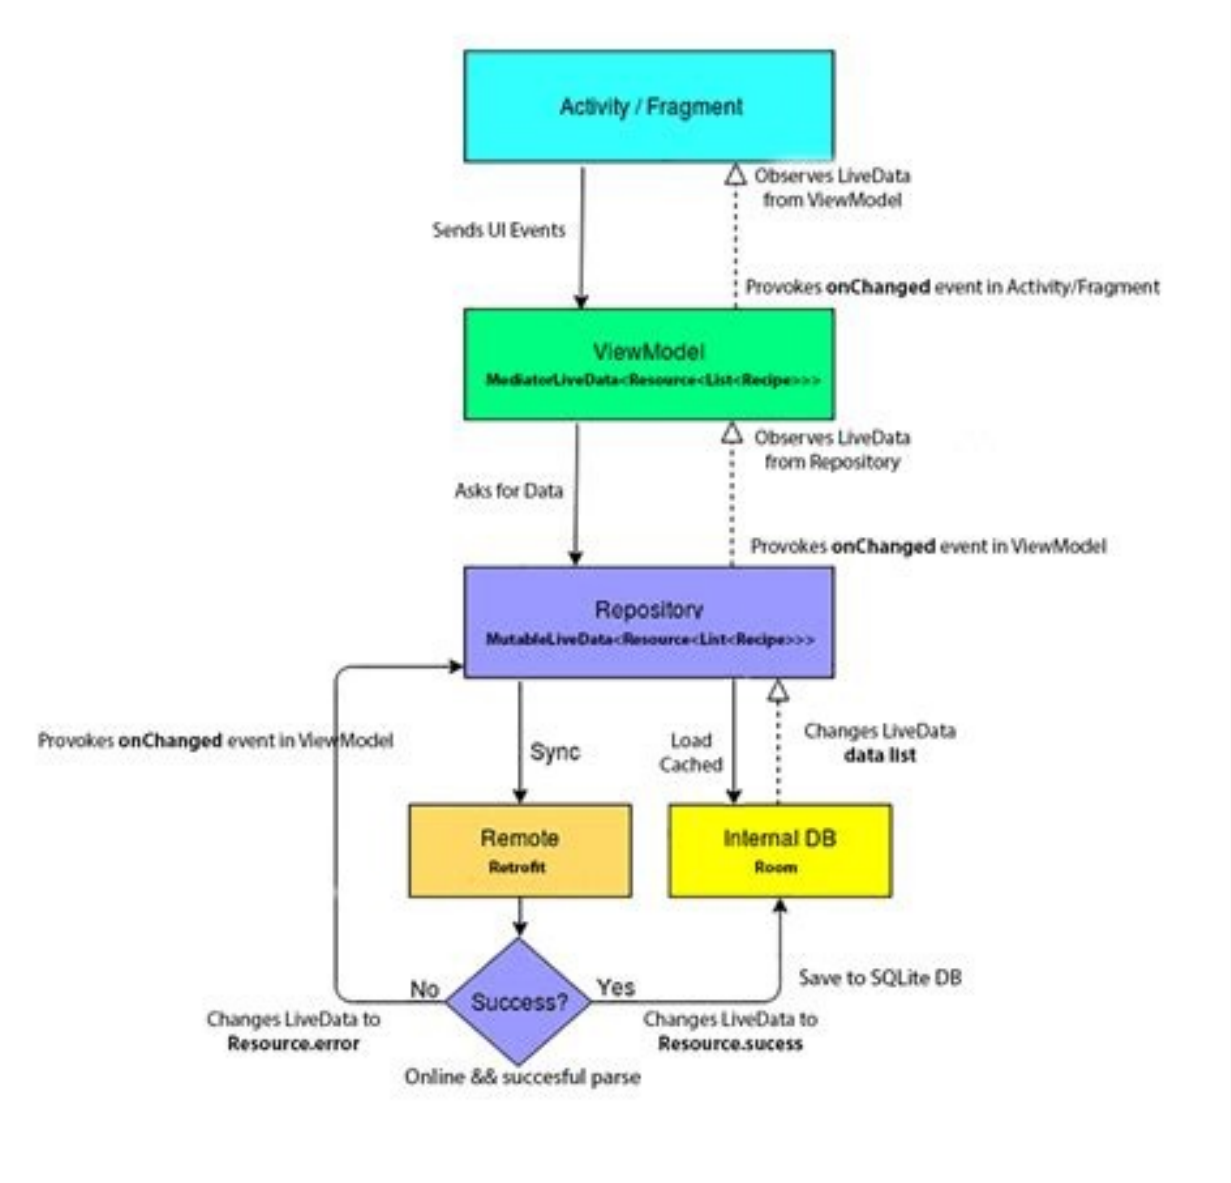 Activity / Fragment
Observes LiveData
from ViewModel
Sends UI Events
Provokes onChanged event in Activity/Fragment
ViewModel
MediatorLiveData<Resource<List<Recipe>>>
Observes LiveData
from Repository
Asks for Data
Provokes onChanged event in ViewModel
Repository
MutableLiveData<Resource<List<Recipe>>>
Provokes onChanged event in ViewModel
Sync
Load
Cached
Changes LiveData
data list
Remote
Retrofit
Internal DB
Room
No
Success?
Yes
Save to SQLite DB
Changes LiveData to
Resource.error
Changes LiveData to
Resource.sucess
Online && succesful parse